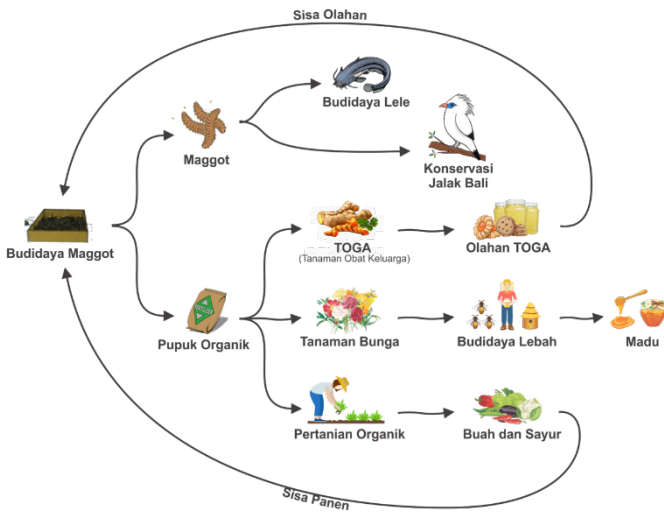 Sisa Olahan
Budidaya Lele
Maggot
Konservasi
Jalak Bali
Budidaya Maggot
TOGA
(Tanaman Obat Keluarga)
Olahan TOGA
Pupuk Organik
Tanaman Bunga
Budidaya Lebah
Madu
Pertanian Organik
Buah dan Sayur
Sisa Panen